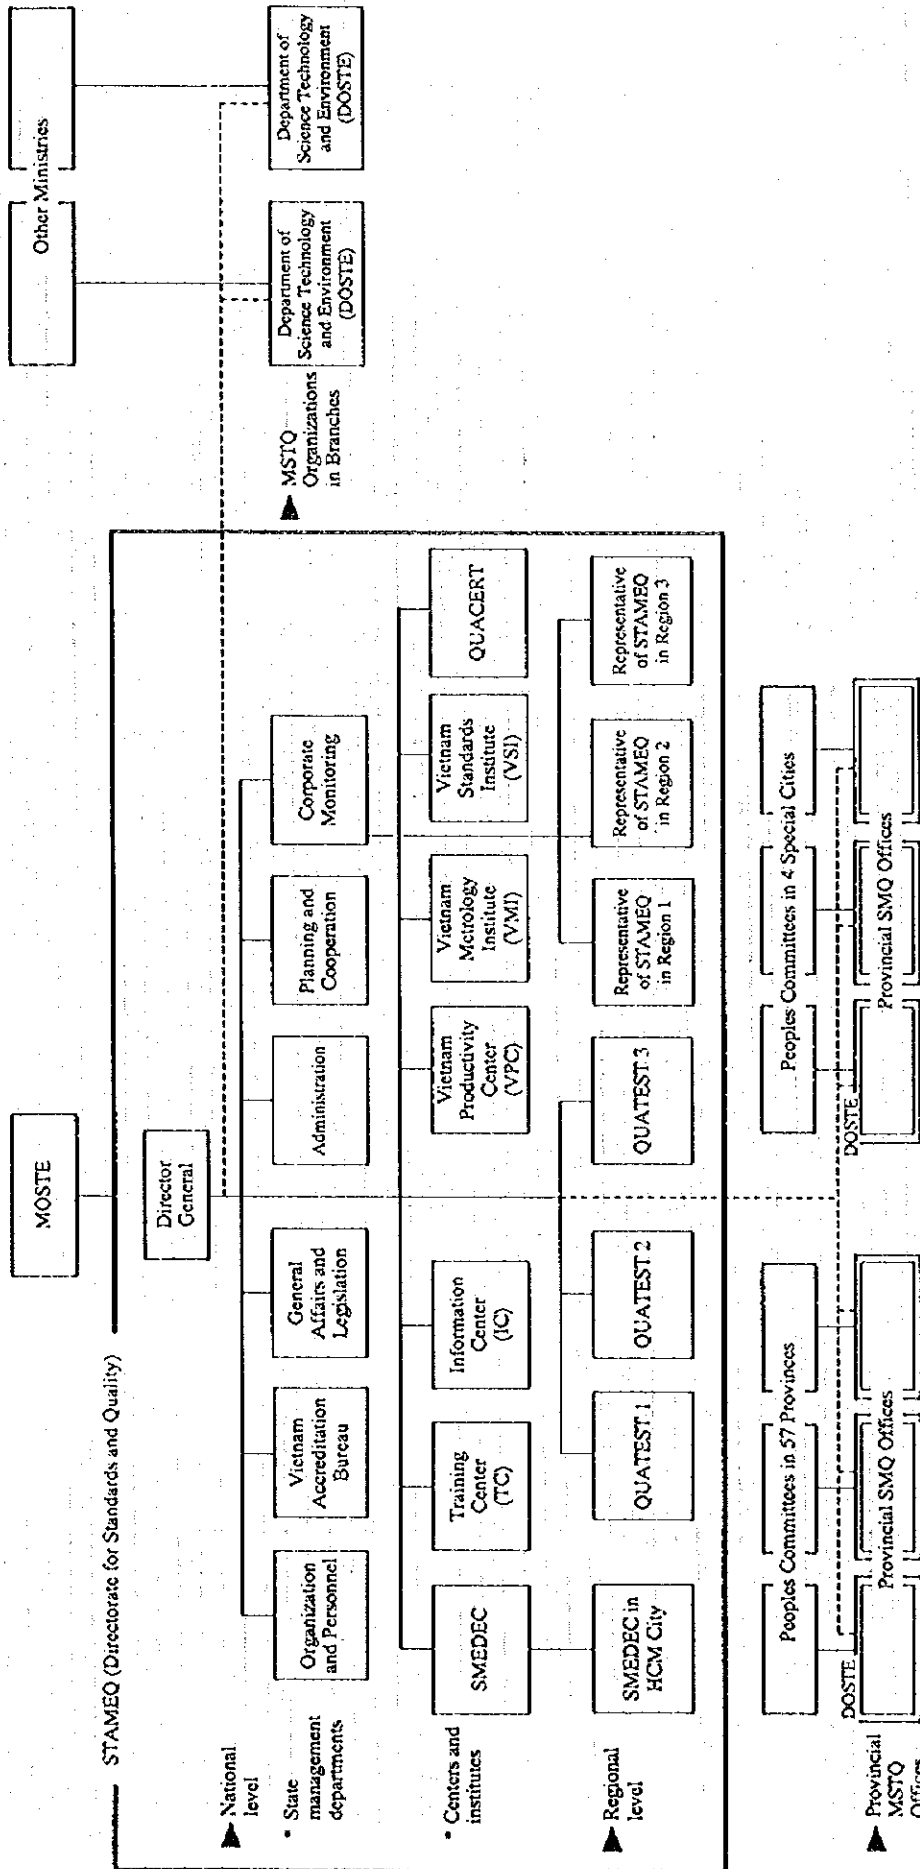 MOSTE
Other Ministries
STAMEQ (Directorate for Standards and Quality)
Director
General
National
level
• State
management
departments
Organization
and Personnel
Vietnam
Accreditation
Bureau
General
Affairs and
Legislation
Administration
Planning and
Cooperation
Corporate
Monitoring
MSTQ
Organizations
in Branches
Department of
Science Technology
and Environment
(DOSTE)
Department of
Science Technology
and Environment
(DOSTE)
• Centers and
institutes
SMEDEC
Training
Center
(TC)
Information
Center
(IC)
Vietnam
Productivity
Center
(VPC)
Vietnam
Metrology
Institute
(VMI)
Vietnam
Standards
Institute
(VSI)
QUACERT
Regional
level
SMEDEC in
HCM City
QUATEST 1
QUATEST 2
QUATEST 3
Representative
of STAMEQ
in Region 1
Representative
of STAMEQ
in Region 2
Representative
of STAMEQ
in Region 3
Peoples Committees in 57 Provinces
Peoples Committees in 4 Special Cities
Provincial
MSTQ
Offices
DOSTE
Provincial SMQ Offices
DOSTE
Provincial SMQ Offices